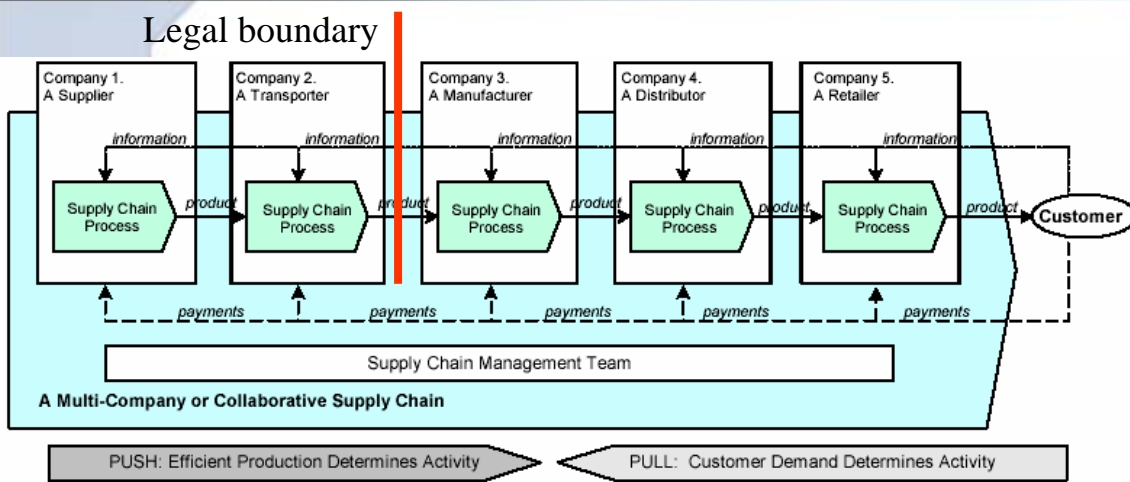 Legal boundary
Company 1.
A Supplier
Company 2.
A Transporter
Company 3.
A Manufacturer
Company 4.
A Distributor
Company 5.
A Retailer
information
information
information
information
information
Supply Chain
Process
product
Supply Chain
Process
product
Supply Chain
Process
product
Supply Chain
Process
product
Supply Chain
Process
product
Customer
payments
payments
payments
payments
payments
Supply Chain Management Team
A Multi-Company or Collaborative Supply Chain
PUSH: Efficient Production Determines Activity
PULL: Customer Demand Determines Activity